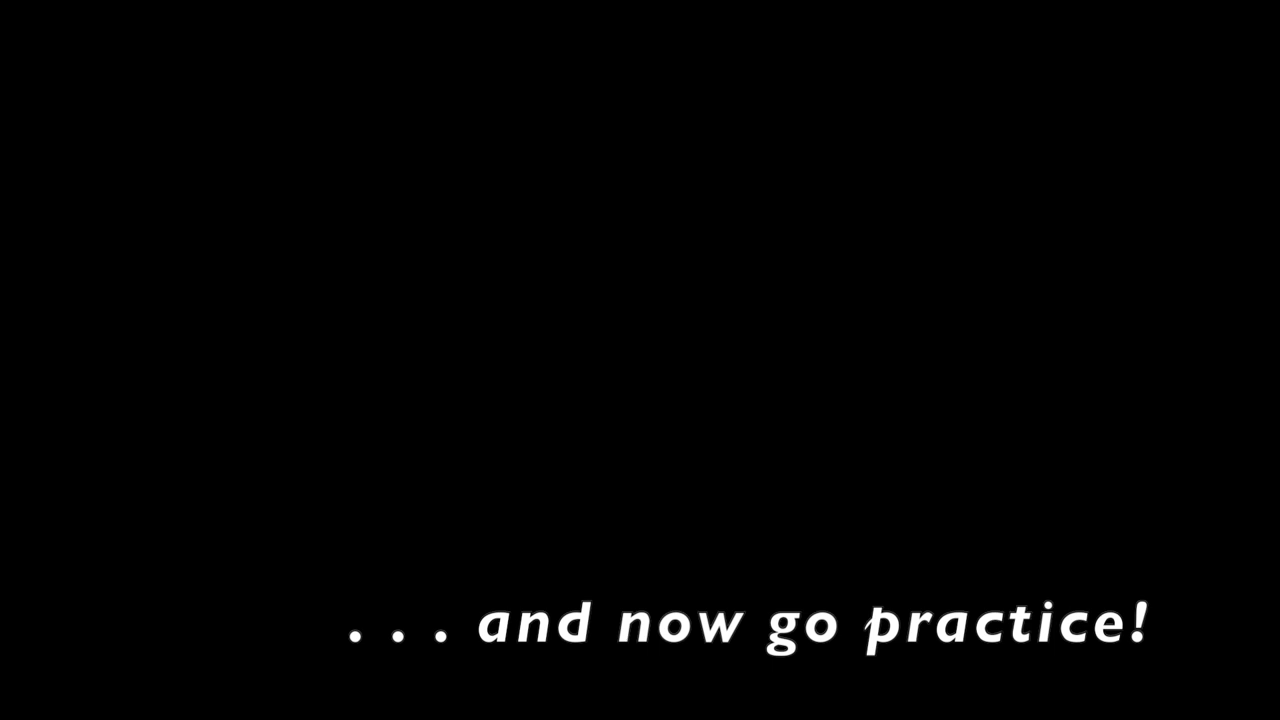 . . . and now go practice!